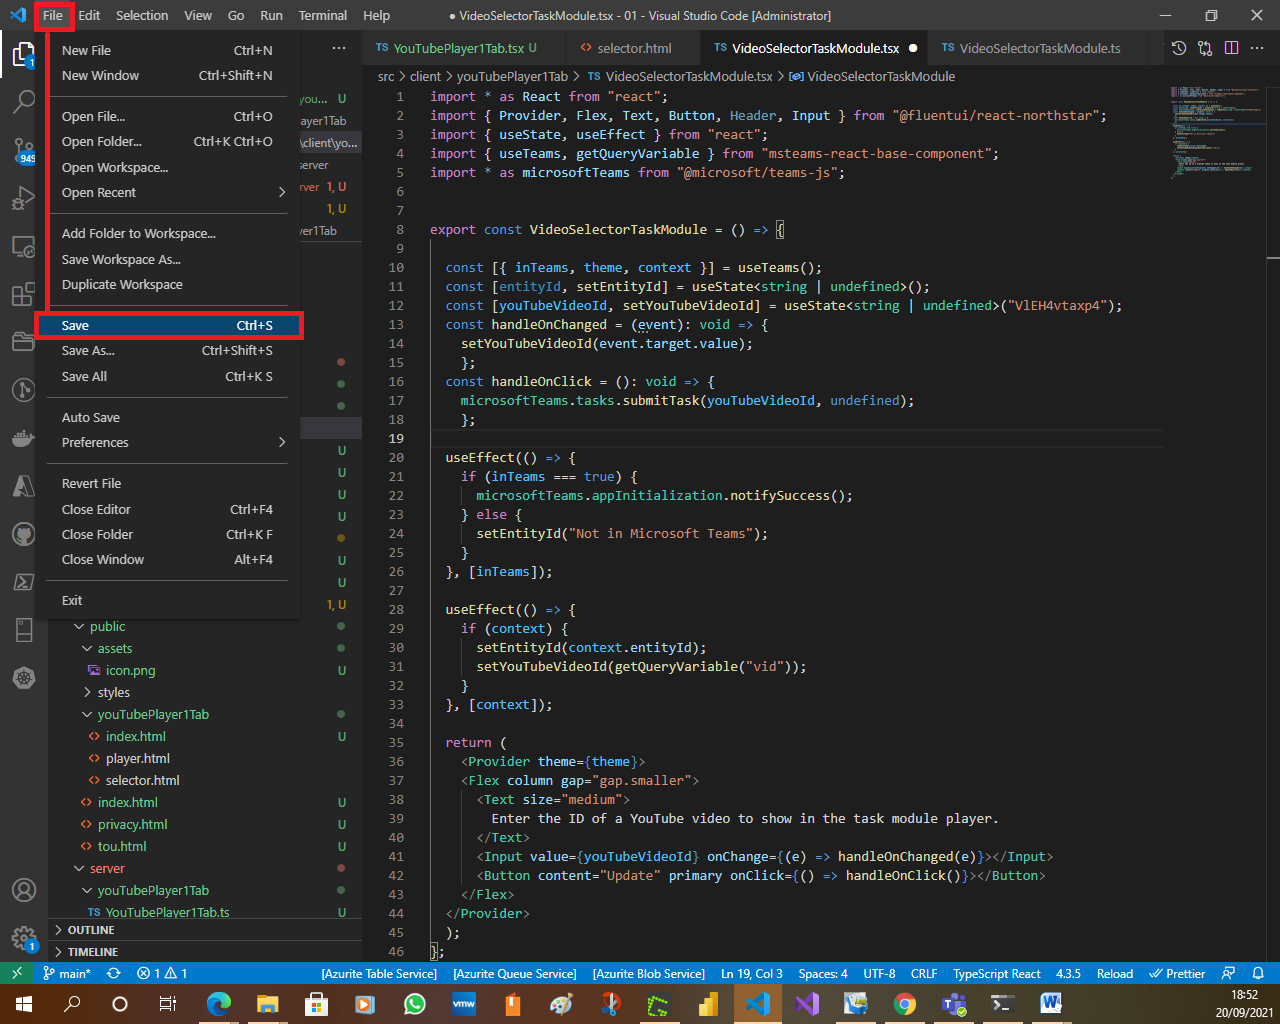 File Edit Selection View Go Run Terminal Help ● VideoSelectorTaskModule.tsx - 01 - Visual Studio Code [Administrator]
New File Ctrl+N
New Window Ctrl+Shift+N
Open File... Ctrl+O
Open Folder... Ctrl+K Ctrl+O
Open Workspace...
Open Recent
Add Folder to Workspace...
Save Workspace As...
Duplicate Workspace
Save Ctrl+S
Save As... Ctrl+Shift+S
Save All Ctrl+K S
Auto Save
Preferences
Revert File
Close Editor Ctrl+F4
Close Folder Ctrl+K F
Close Window Alt+F4
Exit
1
949
1
you... U
ayer1Tab
\client\yo...
server
rver 1, U
1, U
er1Tab
U
U
U
U
U
U
1, U
public
assets
icon.png U
styles
youTubePlayer1Tab
index.html U
player.html
selector.html
index.html U
privacy.html U
tou.html U
server
youTubePlayer1Tab
TS YouTubePlayer1Tab.ts U
OUTLINE
TIMELINE
TS YouTubePlayer1Tab.tsx U <> selector.html TS VideoSelectorTaskModule.tsx ● TS VideoSelectorTaskModule.ts
src > client > youTubePlayer1Tab > TS VideoSelectorTaskModule.tsx > VideoSelectorTaskModule
1 import * as React from "react";
2 import { Provider, Flex, Text, Button, Header, Input } from "@fluentui/react-northstar";
3 import { useState, useEffect } from "react";
4 import { useTeams, getQueryVariable } from "msteams-react-base-component";
5 import * as microsoftTeams from "@microsoft/teams-js";
6
7
8 export const VideoSelectorTaskModule = () => {
9
10 const [{ inTeams, theme, context }] = useTeams();
11 const [entityId, setEntityId] = useState<string | undefined>();
12 const [youTubeVideoId, setYouTubeVideoId] = useState<string | undefined>("VlEH4vtaxp4");
13 const handleOnChanged = (event): void => {
14 setYouTubeVideoId(event.target.value);
15 };
16 const handleOnClick = (): void => {
17 microsoftTeams.tasks.submitTask(youTubeVideoId, undefined);
18 };
19
20 useEffect(() => {
21 if (inTeams === true) {
22 microsoftTeams.appInitialization.notifySuccess();
23 } else {
24 setEntityId("Not in Microsoft Teams");
25 }
26 }, [inTeams]);
27
28 useEffect(() => {
29 if (context) {
30 setEntityId(context.entityId);
31 setYouTubeVideoId(getQueryVariable("vid"));
32 }
33 }, [context]);
34
35 return (
36 <Provider theme={theme}>
37 <Flex column gap="gap.smaller">
38 <Text size="medium">
39 Enter the ID of a YouTube video to show in the task module player.
40 </Text>
41 <Input value={youTubeVideoId} onChange={(e) => handleOnChanged(e)}></Input>
42 <Button content="Update" primary onClick={() => handleOnClick()}></Button>
43 </Flex>
44 </Provider>
45 );
46 };
main* 1 1 [Azurite Table Service] [Azurite Queue Service] [Azurite Blob Service] Ln 19, Col 3 Spaces: 4 UTF-8 CRLF TypeScript React 4.3.5 Reload Prettier
vmw
18:52
20/09/2021